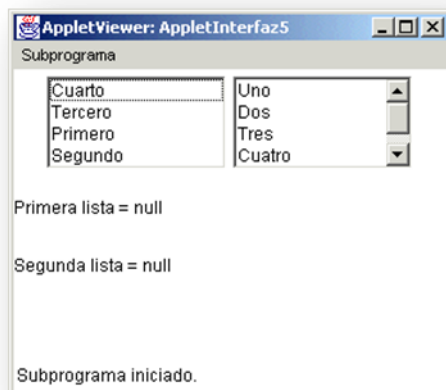 AppletViewer: AppletInterfaz5
Subprograma
Cuarto
Tercero
Primero
Segundo
Uno
Dos
Tres
Cuatro
Primera lista = null
Segunda lista = null
Subprograma iniciado.